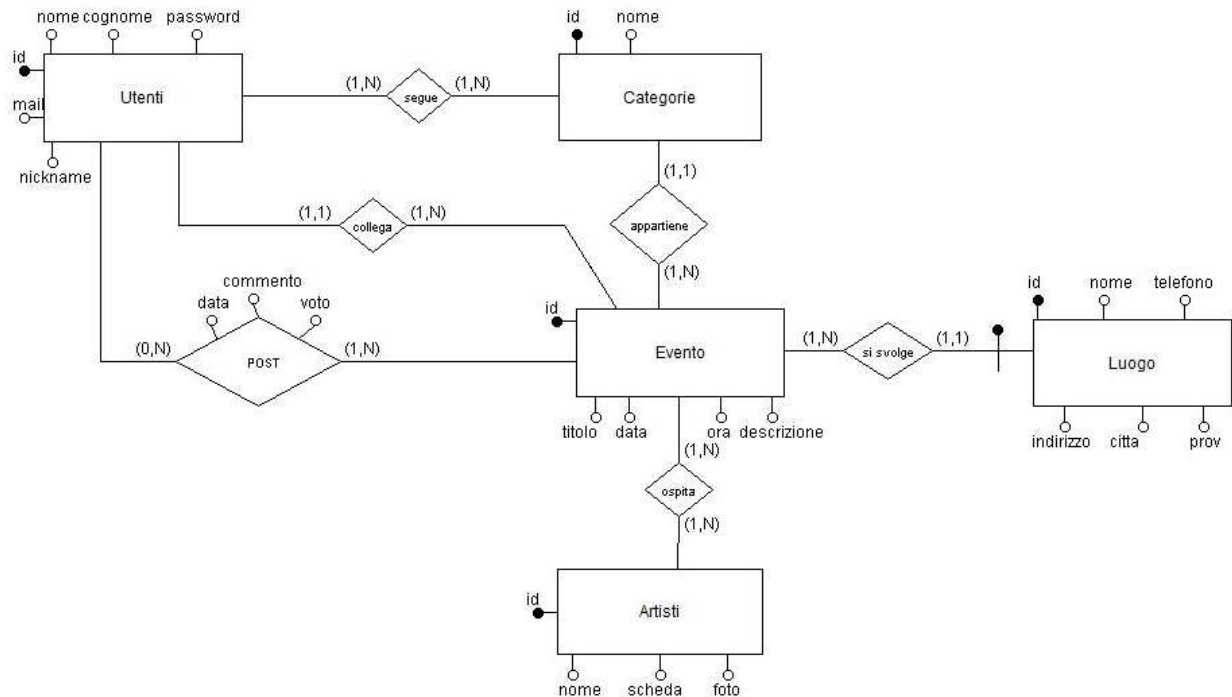 nome cognome password
id nome
id
Utenti
(1,N) segue (1,N)
Categorie
mail
nickname
(1,1)
(1,1) collega (1,N)
appartiene
(1,N)
commento
data voto
id
id nome telefono
(0,N) POST (1,N)
Evento
(1,N) si svolge (1,1)
Luogo
titolo data ora descrizione
indirizzo citta prov
(1,N)
ospita
(1,N)
id
Artisti
nome scheda foto